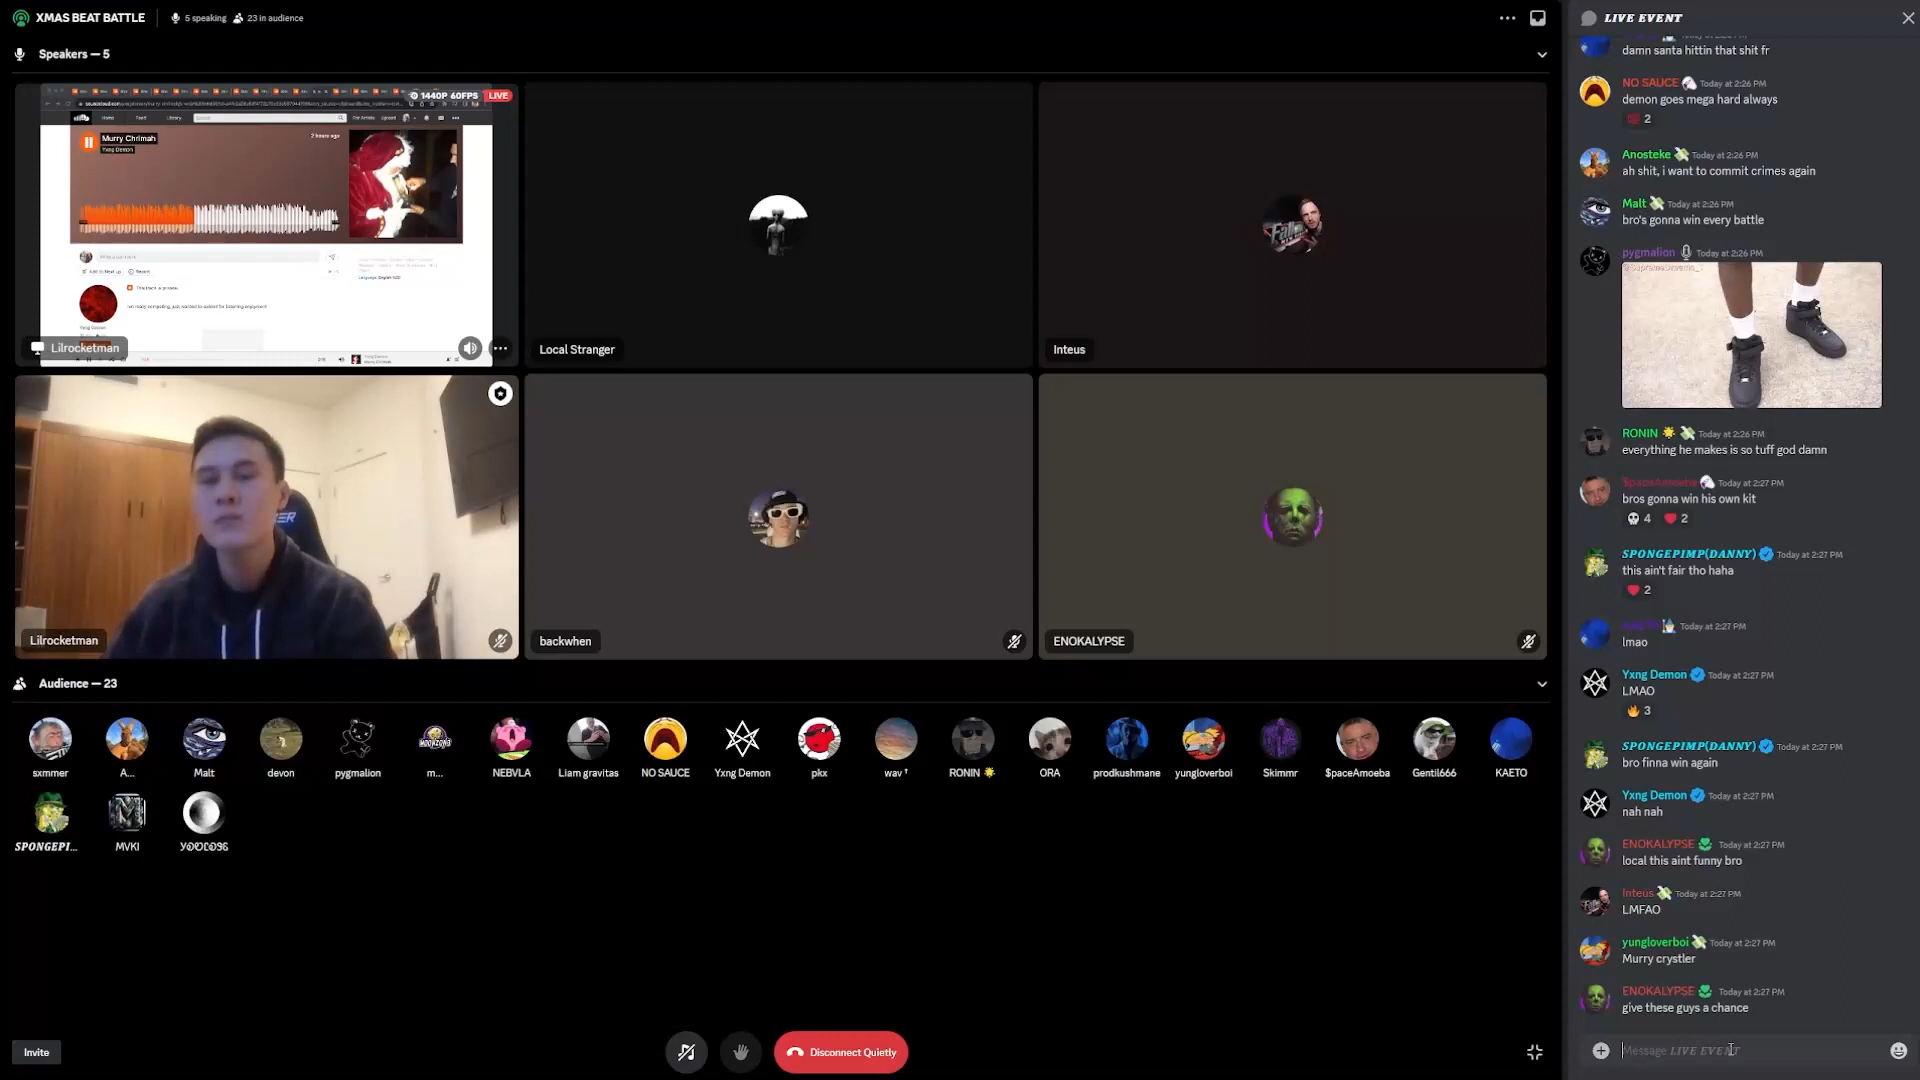 XMAS BEAT BATTLE
5 speaking
23 in audience
Speakers — 5
1440P 60FPS LIVE
Home
Feed
Library
Search
Murry Chrimah
Yxng Demon
2 hours ago
Lilrocketman
Local Stranger
Inteus
Lilrocketman
backwhen
ENOKALYPSE
Audience — 23
sxmmer
A...
Malt
devon
pygmalion
m...
NEBVLA
Liam gravitas
NO SAUCE
Yxng Demon
pkx
wav †
RONIN
ORA
prodkushmane
yungloverboi
Skimmr
$paceAmoeba
Gentil666
KAETO
SPONGEPI...
MVKI
Invite
Disconnect Quietly
LIVE EVENT
damn santa hittin that shit fr
NO SAUCE Today at 2:26 PM
demon goes mega hard always
2
Anosteke Today at 2:26 PM
ah shit, i want to commit crimes again
Malt Today at 2:26 PM
bro's gonna win every battle
pygmalion Today at 2:26 PM
RONIN Today at 2:26 PM
everything he makes is so tuff god damn
$paceAmoeba Today at 2:27 PM
bros gonna win his own kit
4 2
SPONGEPIMP(DANNY) Today at 2:27 PM
this ain't fair tho haha
2
KAETO Today at 2:27 PM
lmao
Yxng Demon Today at 2:27 PM
LMAO
3
SPONGEPIMP(DANNY) Today at 2:27 PM
bro finna win again
Yxng Demon Today at 2:27 PM
nah nah
ENOKALYPSE Today at 2:27 PM
local this aint funny bro
Inteus Today at 2:27 PM
LMFAO
yungloverboi Today at 2:27 PM
Murry crystler
ENOKALYPSE Today at 2:27 PM
give these guys a chance
Message LIVE EVENT